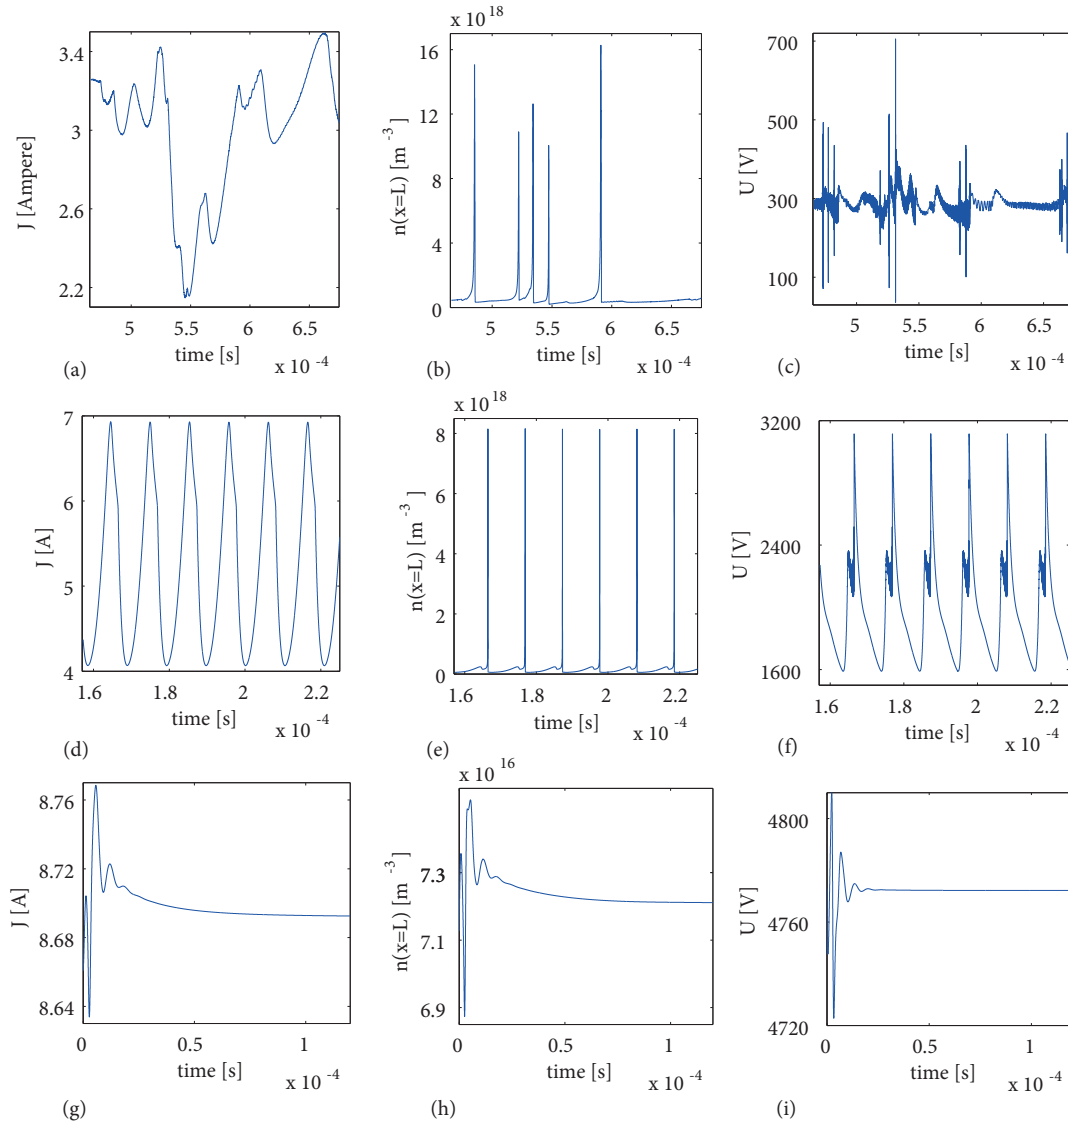 3.4
3
2.6
2.2
J [Ampere]
5 5.5 6 6.5
time [s]
x 10 -4
(a)
x 10 18
16
12
8
4
0
n(x=L) [m -3]
5 5.5 6 6.5
time [s]
x 10 -4
(b)
700
500
300
100
U [V]
5 5.5 6 6.5
time [s]
x 10 -4
(c)
7
6
5
4
J [A]
1.6 1.8 2 2.2
time [s]
x 10 -4
(d)
x 10 18
8
6
4
2
0
n(x=L) [m -3]
1.6 1.8 2 2.2
time [s]
x 10 -4
(e)
3200
2400
1600
U [V]
1.6 1.8 2 2.2
time [s]
x 10 -4
(f)
8.76
8.72
8.68
8.64
J [A]
0 0.5 1
time [s]
x 10 -4
(g)
x 10 16
7.3
7.1
6.9
n(x=L) [m -3]
0 0.5 1
time [s]
x 10 -4
(h)
4800
4760
4720
U [V]
0 0.5 1
time [s]
x 10 -4
(i)